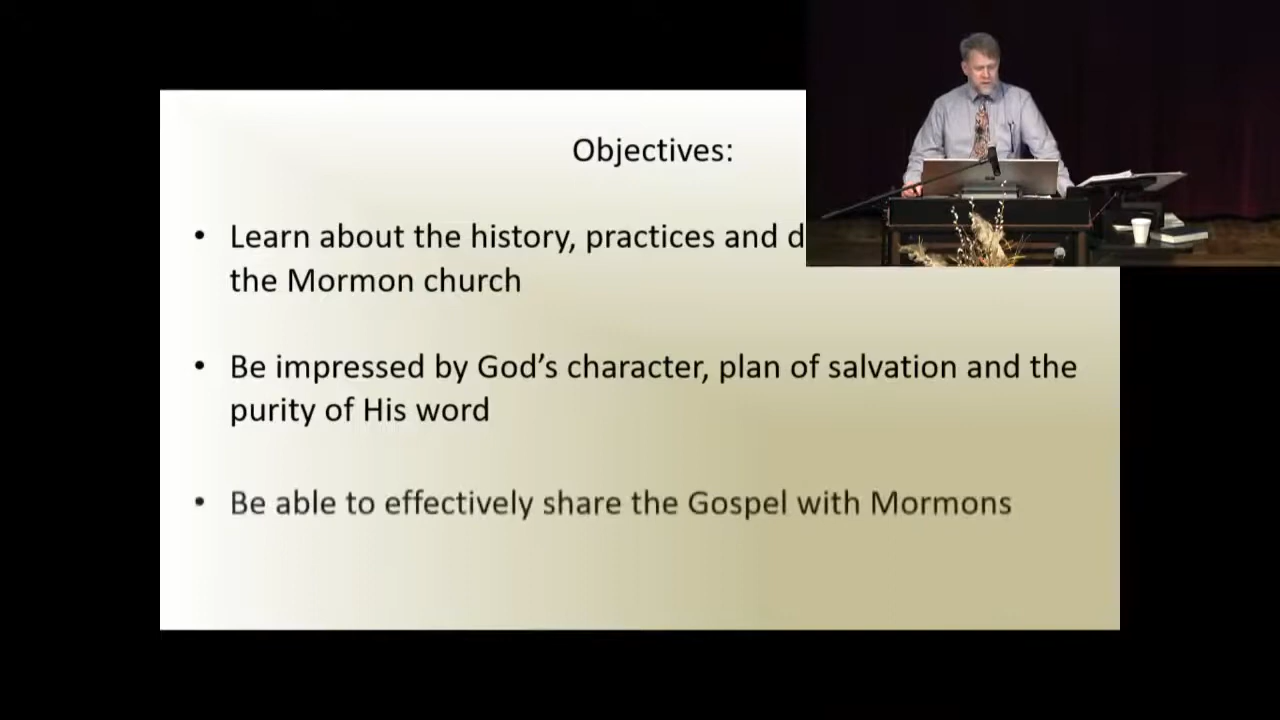 Objectives:
• Learn about the history, practices and
the Mormon church
• Be impressed by God’s character, plan of salvation and the
purity of His word
• Be able to effectively share the Gospel with Mormons